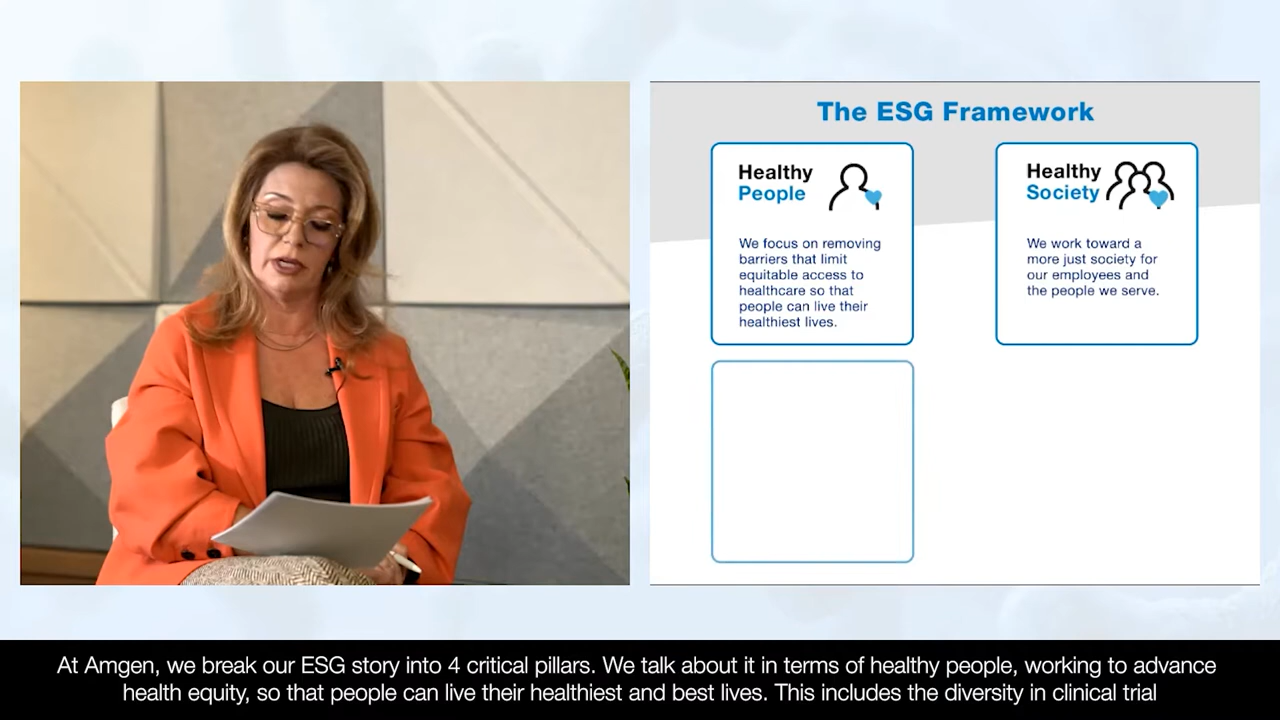 The ESG Framework
Healthy
People
We focus on removing
barriers that limit
equitable access to
healthcare so that
people can live their
healthiest lives.
Healthy
Society
We work toward a
more just society for
our employees and
the people we serve.
At Amgen, we break our ESG story into 4 critical pillars. We talk about it in terms of healthy people, working to advance
health equity, so that people can live their healthiest and best lives. This includes the diversity in clinical trial